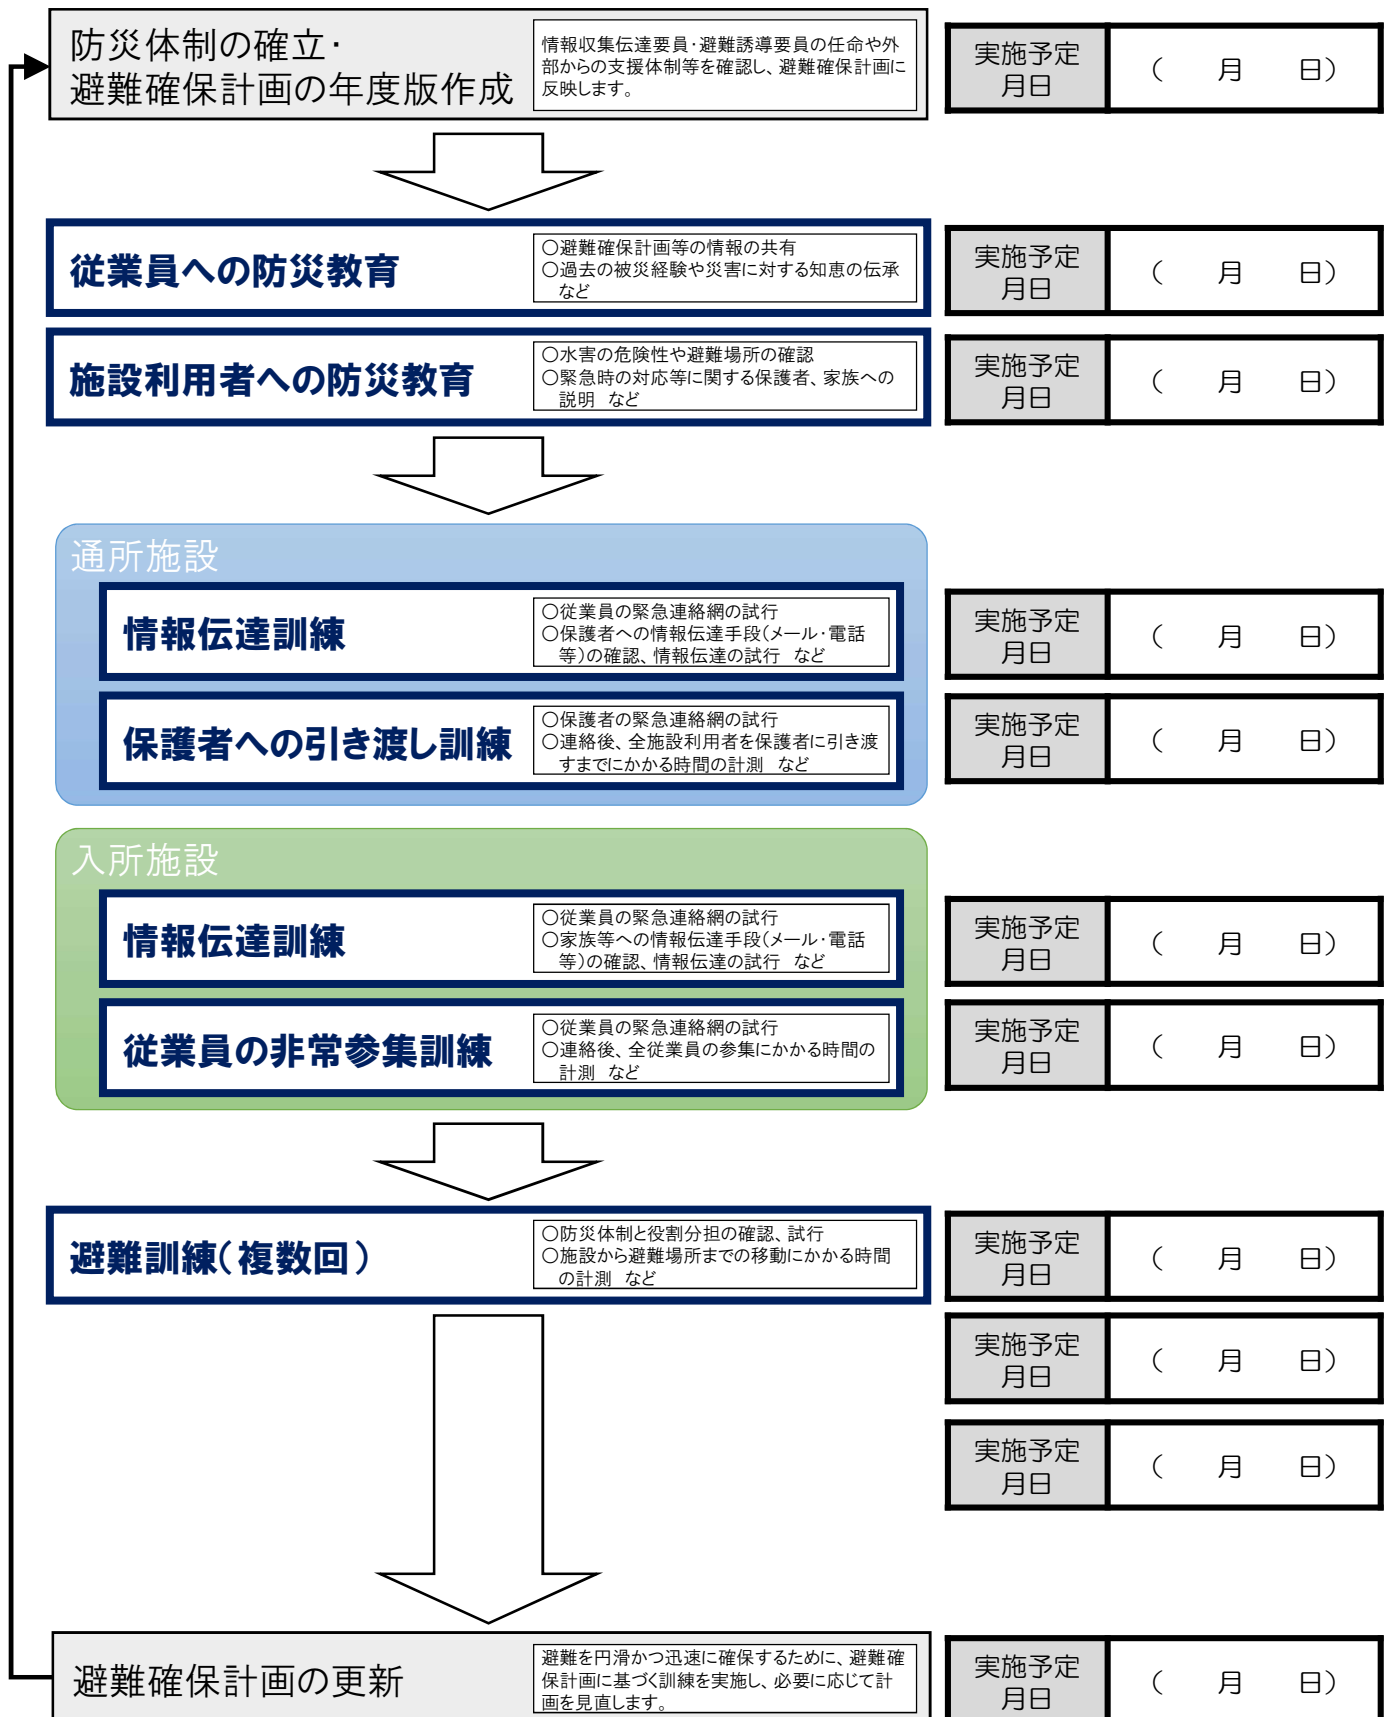 防災体制の確立・
避難確保計画の年度版作成
情報収集伝達要員・避難誘導要員の任命や外
部からの支援体制等を確認し、避難確保計画に
反映します。
実施予定
月日
（　月　日）
従業員への防災教育
○避難確保計画等の情報の共有
○過去の被災経験や災害に対する知恵の伝承
など
実施予定
月日
（　月　日）
施設利用者への防災教育
○水害の危険性や避難場所の確認
○緊急時の対応等に関する保護者、家族への
説明　など
実施予定
月日
（　月　日）
通所施設
情報伝達訓練
○従業員の緊急連絡網の試行
○保護者への情報伝達手段（メール・電話
等）の確認、情報伝達の試行　など
実施予定
月日
（　月　日）
保護者への引き渡し訓練
○保護者の緊急連絡網の試行
○連絡後、全施設利用者を保護者に引き渡
すまでにかかる時間の計測　など
実施予定
月日
（　月　日）
入所施設
情報伝達訓練
○従業員の緊急連絡網の試行
○家族等への情報伝達手段（メール・電話
等）の確認、情報伝達の試行　など
実施予定
月日
（　月　日）
従業員の非常参集訓練
○従業員の緊急連絡網の試行
○連絡後、全従業員の参集にかかる時間の
計測　など
実施予定
月日
（　月　日）
避難訓練（複数回）
○防災体制と役割分担の確認、試行
○施設から避難場所までの移動にかかる時間
の計測　など
実施予定
月日
（　月　日）
実施予定
月日
（　月　日）
実施予定
月日
（　月　日）
避難確保計画の更新
避難を円滑かつ迅速に確保するために、避難確
保計画に基づく訓練を実施し、必要に応じて計
画を見直します。
実施予定
月日
（　月　日）